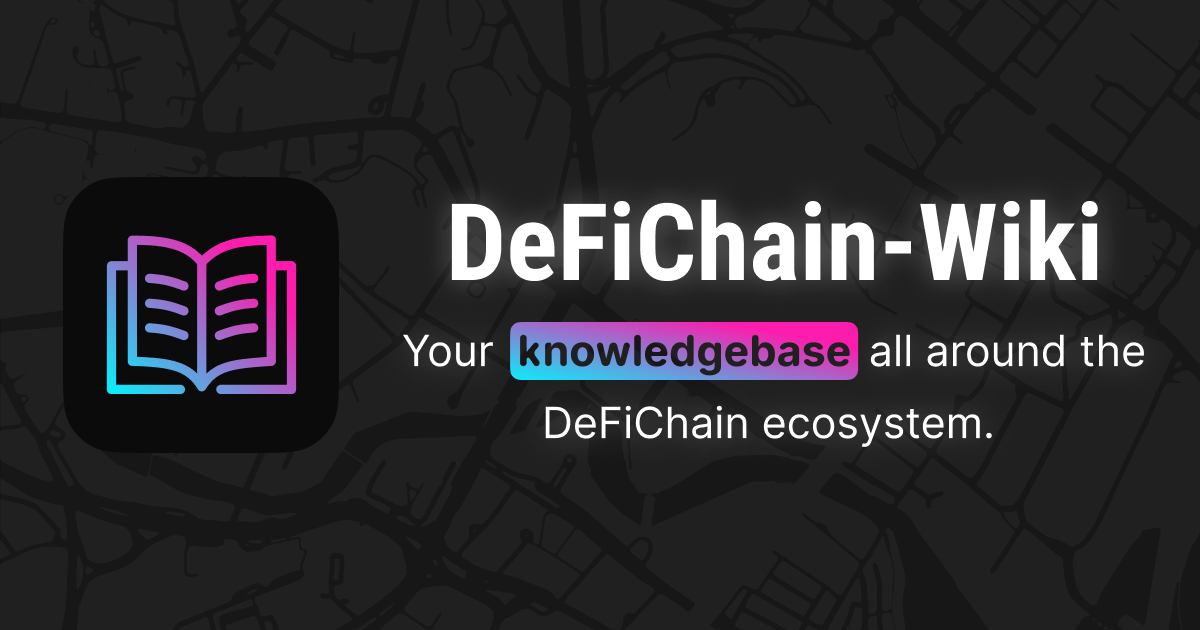 DeFiChain-Wiki
Your knowledgebase all around the
DeFiChain ecosystem.